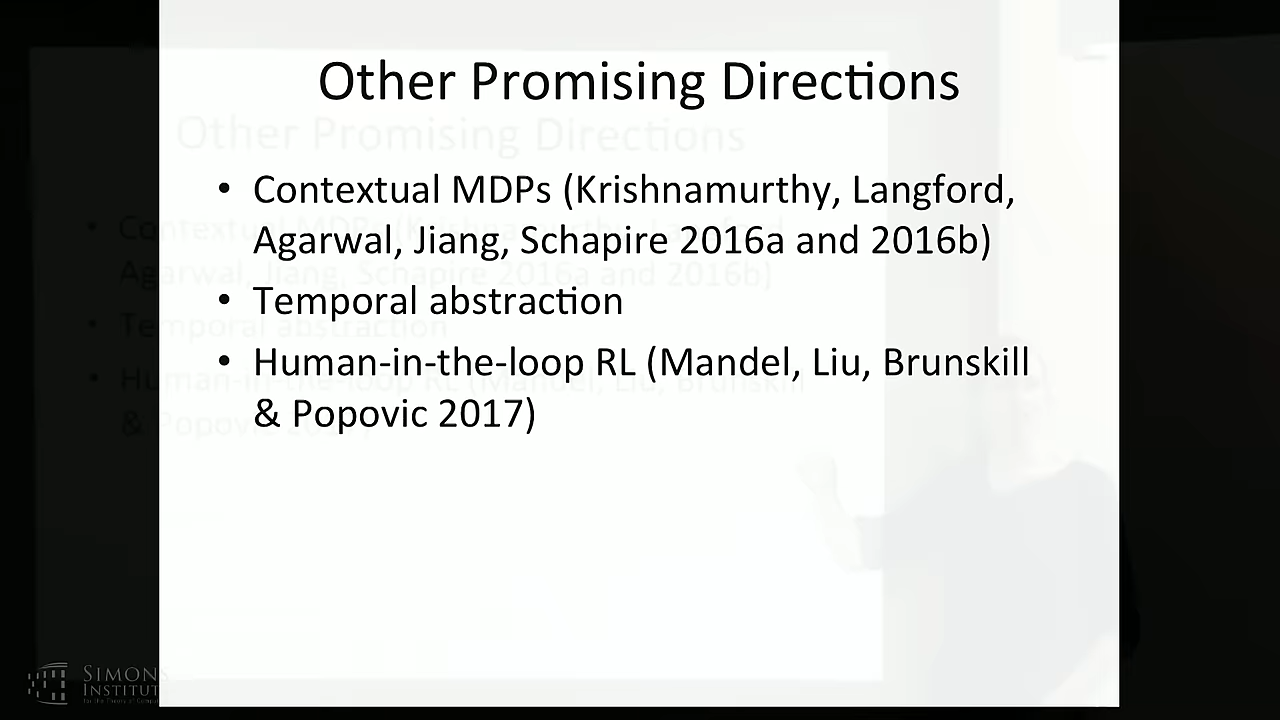 Other Promising Directions
• Contextual MDPs (Krishnamurthy, Langford,
Agarwal, Jiang, Schapire 2016a and 2016b)
• Temporal abstraction
• Human-in-the-loop RL (Mandel, Liu, Brunskill
& Popovic 2017)
SIMONS
INSTITUT